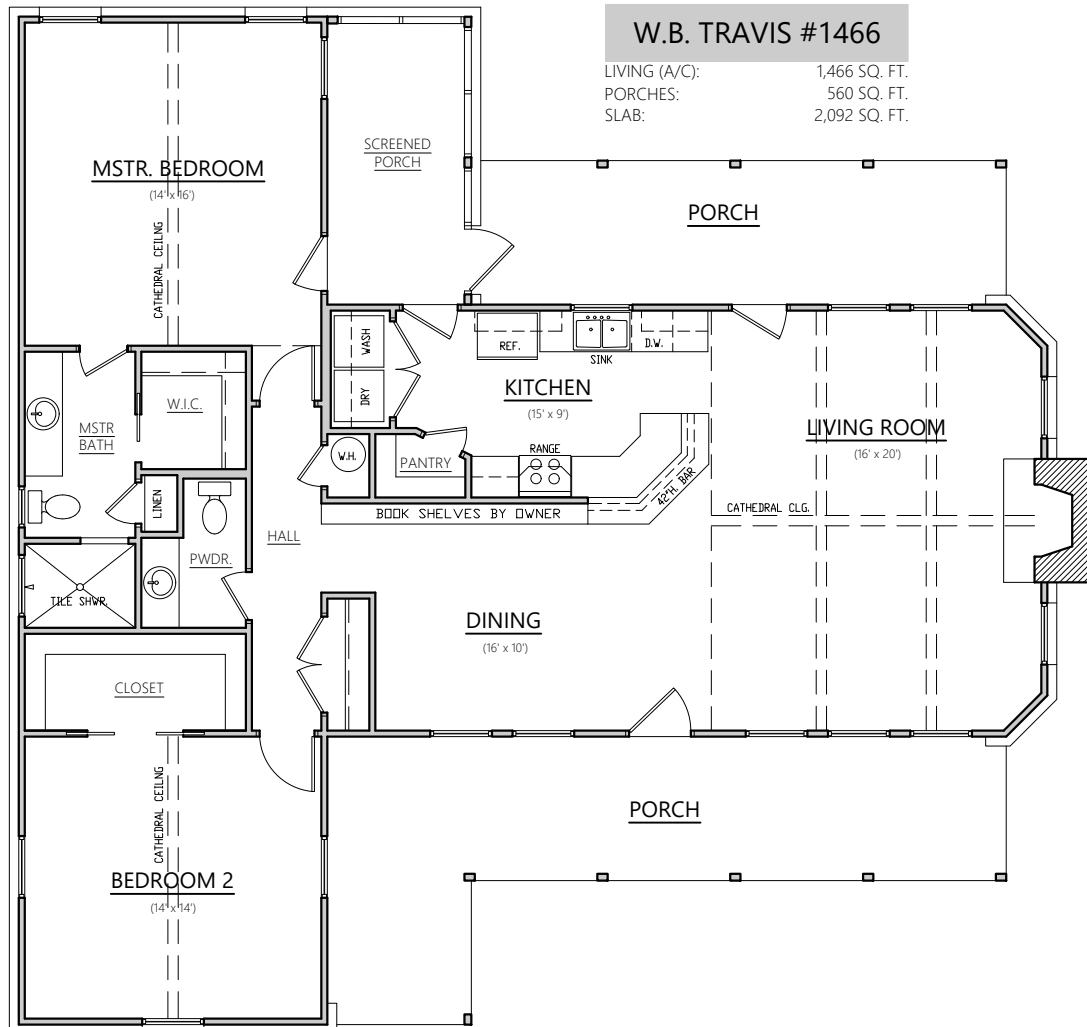 W.B. TRAVIS #1466
LIVING (A/C): 1,466 SQ. FT.
PORCHES: 560 SQ. FT.
SLAB: 2,092 SQ. FT.
SCREENED
PORCH
MSTR. BEDROOM
(14' x 16')
CATHEDRAL CEILNG
PORCH
WASH
DRY
REF.
SINK
D.W.
KITCHEN
(15' x 9')
W.I.C.
MSTR
BATH
LIVING ROOM
(16' x 20')
W.H.
PANTRY
RANGE
42"H. BAR
LINEN
CATHEDRAL CLG.
BOOK SHELVES BY OWNER
HALL
PWDR.
TILE SHWR.
DINING
(16' x 10')
CLOSET
CATHEDRAL CEILNG
PORCH
BEDROOM 2
(14' x 14')